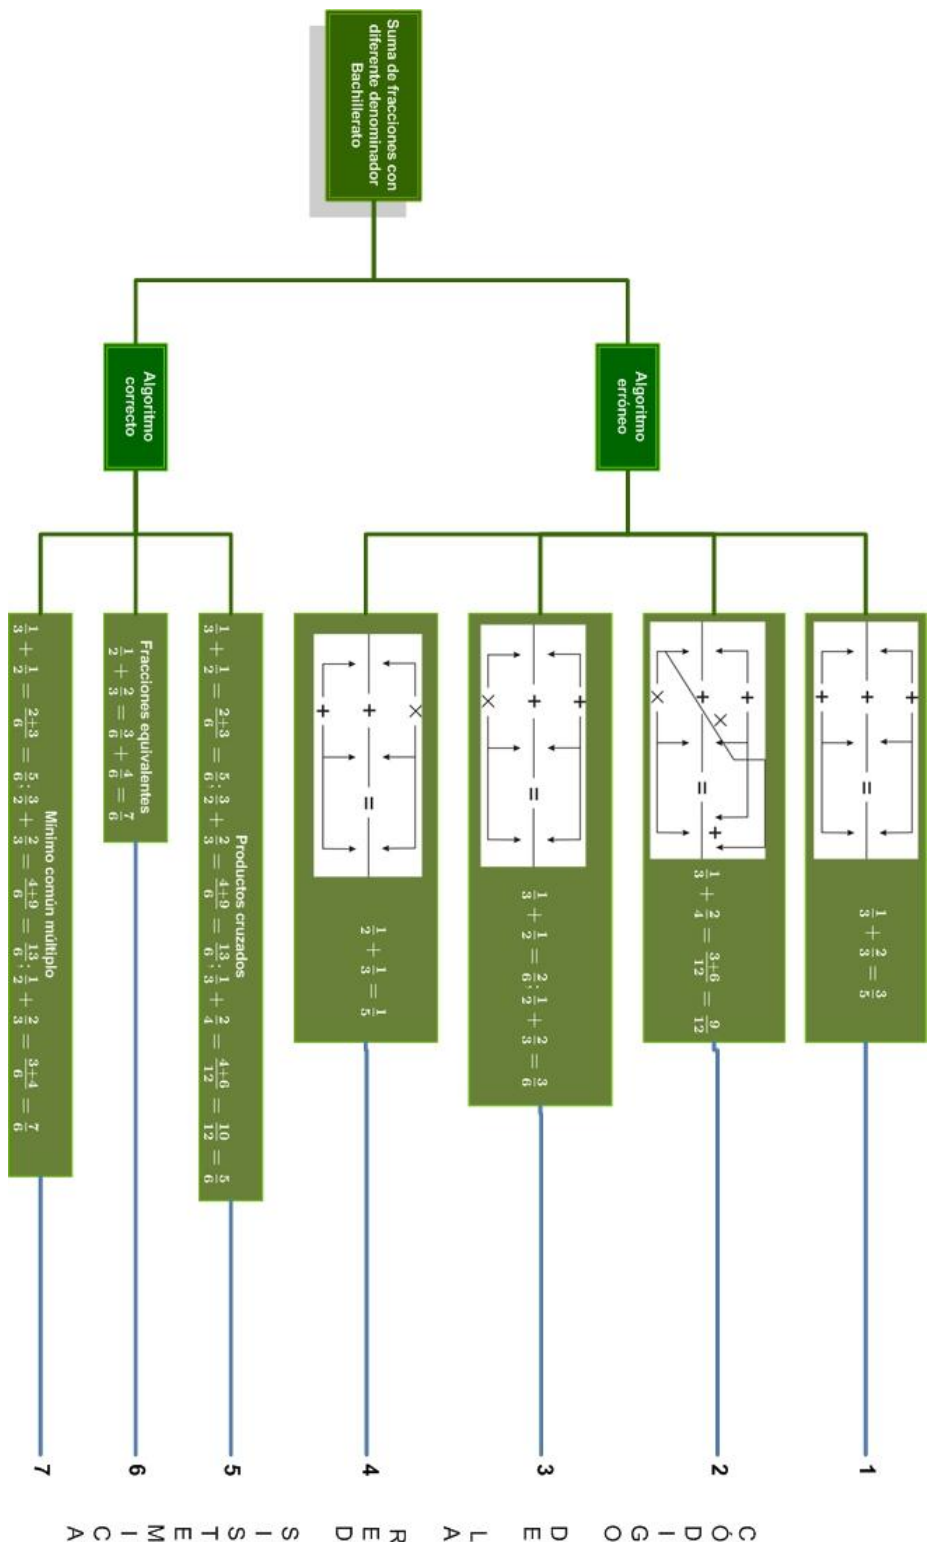 Suma de fracciones con
diferente denominador
Bachillerato
Algoritmo
erróneo
Algoritmo
correcto
+ + + =
1/3 + 2/3 = 3/5
1
+ + × × = +
1/3 + 2/4 = (3+6)/12 = 9/12
2
+ + × =
1/3 + 1/2 = 2/6; 1/2 + 2/3 = 3/6
3
× + + =
1/2 + 1/3 = 1/5
4
Productos cruzados
1/3 + 1/2 = (2+3)/6 = 5/6; 3/2 + 2/3 = (4+9)/6 = 13/6; 1/3 + 2/4 = (4+6)/12 = 10/12 = 5/6
5
Fracciones equivalentes
1/2 + 2/3 = 3/6 + 4/6 = 7/6
6
Mínimo común múltiplo
1/3 + 1/2 = (2+3)/6 = 5/6; 3/2 + 2/3 = (4+9)/6 = 13/6; 1/2 + 2/3 = (3+4)/6 = 7/6
7
CÓDIGO DE LA RED SISTEMICA